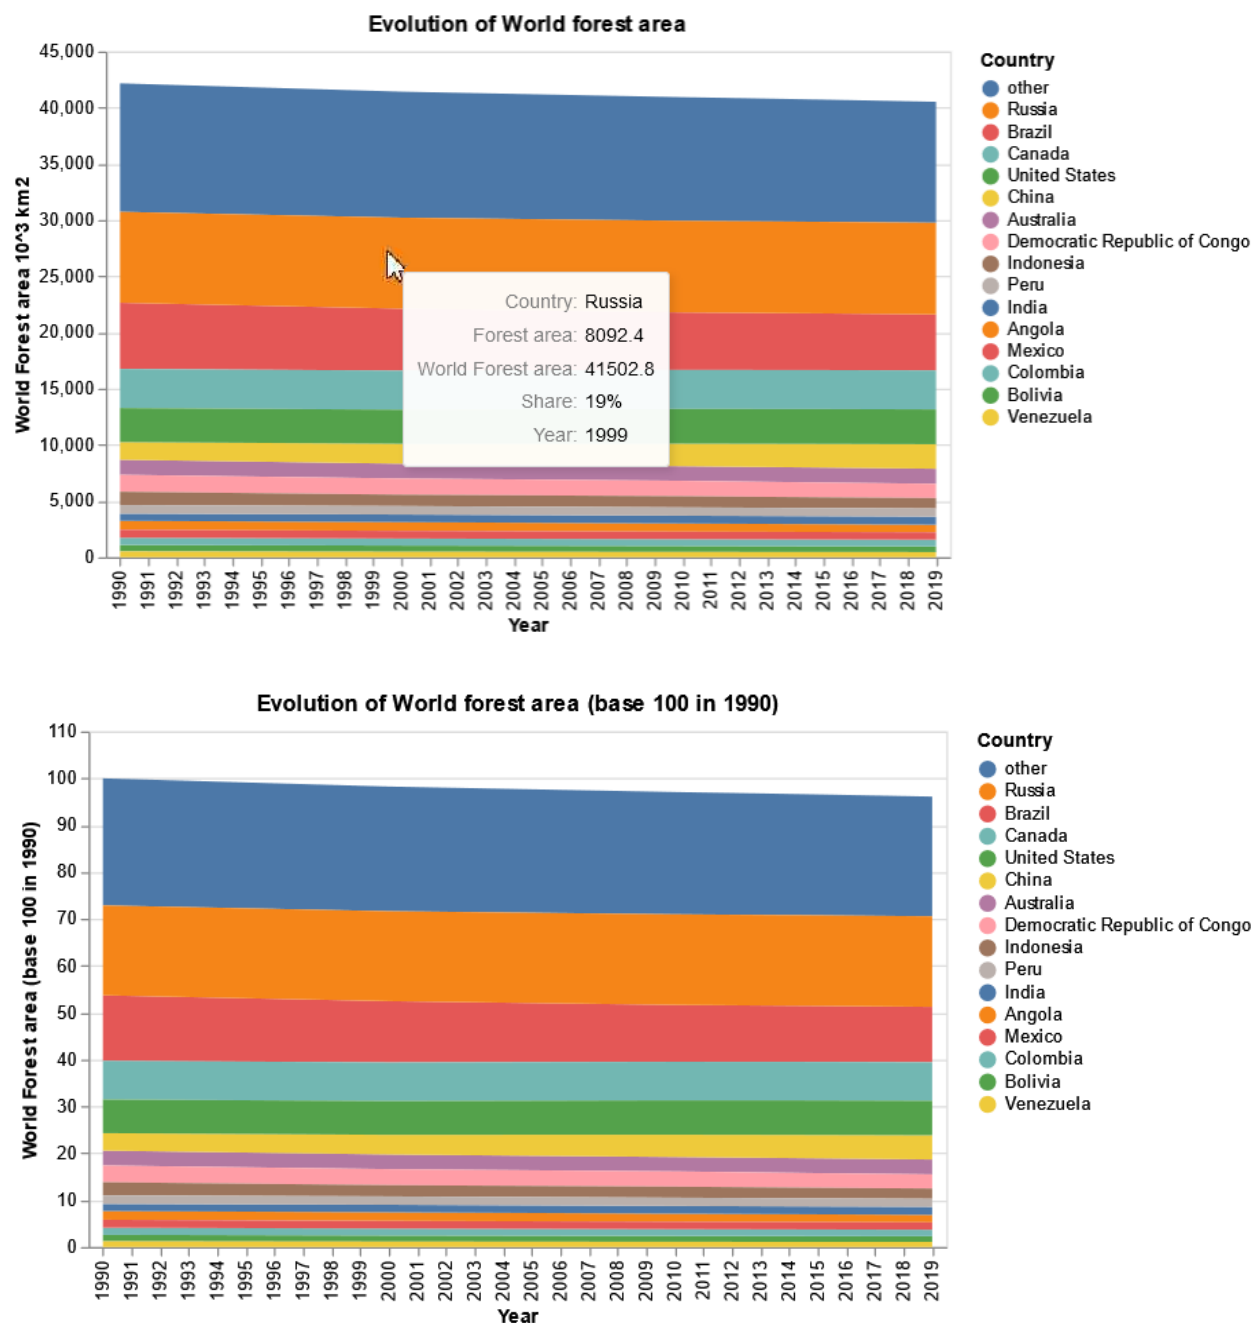 Evolution of World forest area
World Forest area 10^3 km2
45,000
40,000
35,000
30,000
25,000
20,000
15,000
10,000
5,000
0
1990 1991 1992 1993 1994 1995 1996 1997 1998 1999 2000 2001 2002 2003 2004 2005 2006 2007 2008 2009 2010 2011 2012 2013 2014 2015 2016 2017 2018 2019
Year
Country: Russia
Forest area: 8092.4
World Forest area: 41502.8
Share: 19%
Year: 1999
Country
other
Russia
Brazil
Canada
United States
China
Australia
Democratic Republic of Congo
Indonesia
Peru
India
Angola
Mexico
Colombia
Bolivia
Venezuela
Evolution of World forest area (base 100 in 1990)
World Forest area (base 100 in 1990)
110
100
90
80
70
60
50
40
30
20
10
0
1990 1991 1992 1993 1994 1995 1996 1997 1998 1999 2000 2001 2002 2003 2004 2005 2006 2007 2008 2009 2010 2011 2012 2013 2014 2015 2016 2017 2018 2019
Year
Country
other
Russia
Brazil
Canada
United States
China
Australia
Democratic Republic of Congo
Indonesia
Peru
India
Angola
Mexico
Colombia
Bolivia
Venezuela